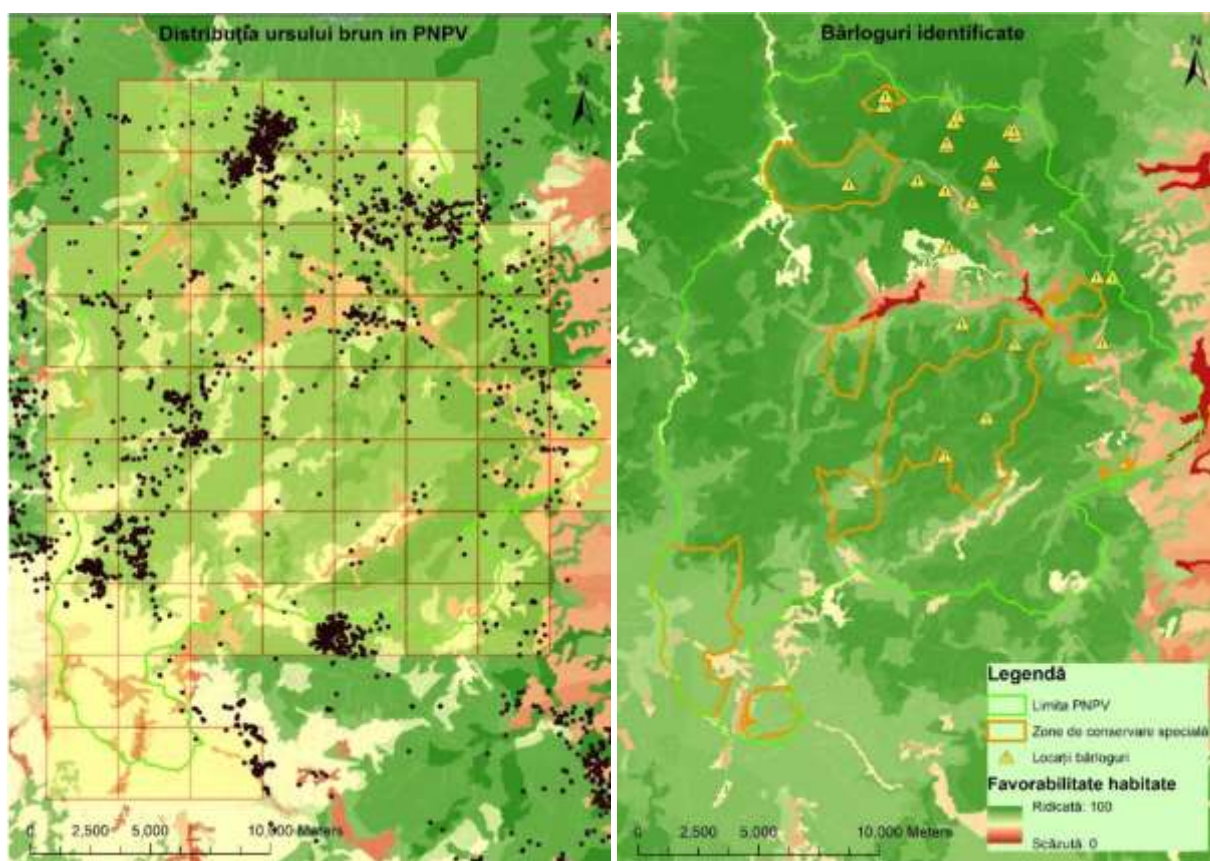 Distribuția ursului brun in PNPV
N
0 2,500 5,000 10,000 Meters
Bârloguri identificate
N
Legendă
Limita PNPV
Zone de conservare specială
Locații bârloguri
Favorabilitate habitate
Ridicată: 100
Scăzută 0
0 2,500 5,000 10,000 Meters